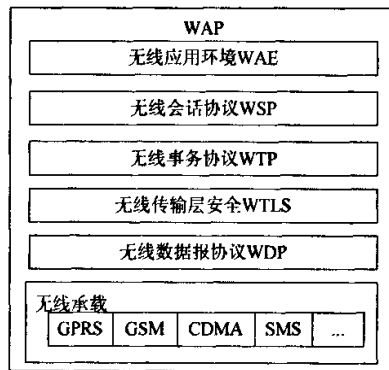 WAP
无线应用环境WAE
无线会话协议WSP
无线事务协议WTP
无线传输层安全WTLS
无线数据报协议WDP
无线承载
GPRS GSM CDMA SMS ...